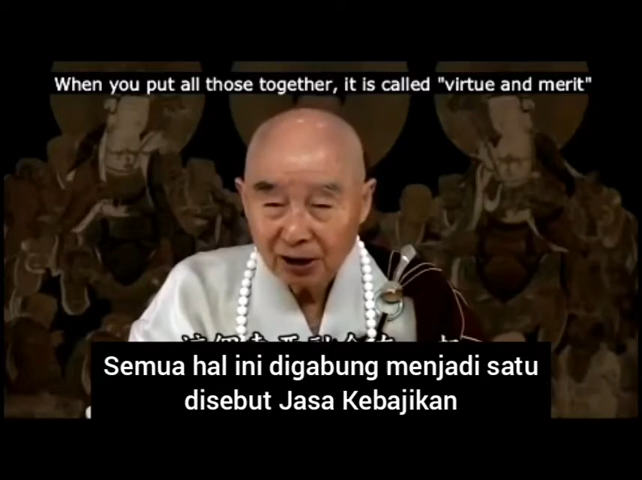 When you put all those together, it is called "virtue and merit"
Semua hal ini digabung menjadi satu
disebut Jasa Kebajikan